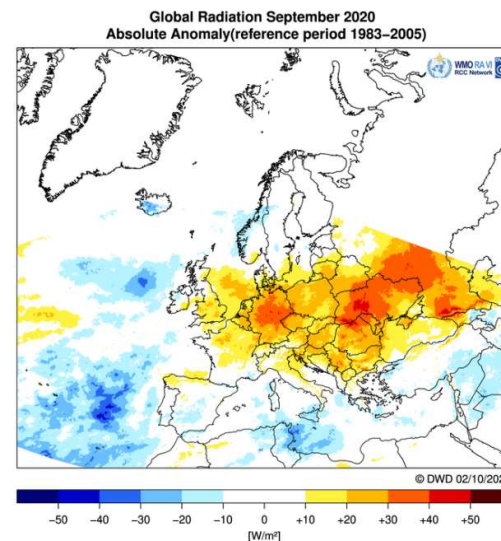 Global Radiation September 2020
Absolute Anomaly(reference period 1983−2005)
WMO RA VI
RCC Network
© DWD 02/10/202
−50 −40 −30 −20 −10 0 +10 +20 +30 +40 +50
[W/m²]